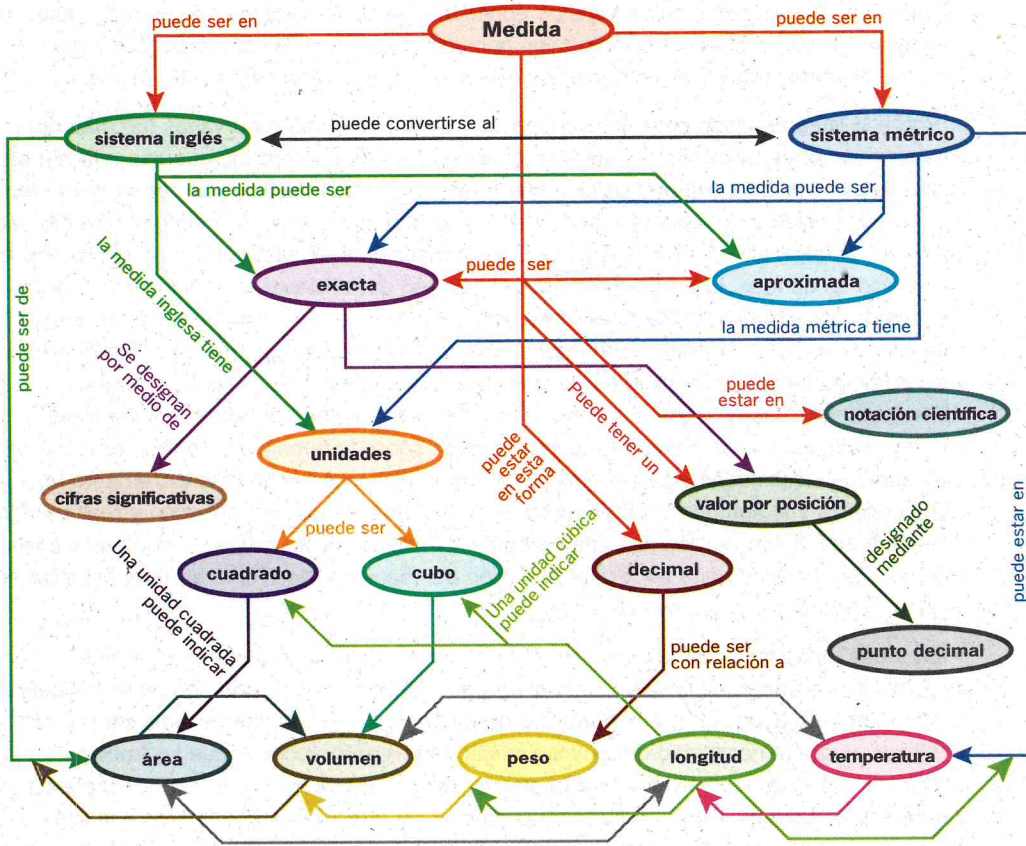 puede ser en
Medida
puede ser en
sistema inglés
puede convertirse al
sistema métrico
la medida puede ser
la medida puede ser
exacta
puede ser
aproximada
puede ser de
la medida inglesa tiene
la medida métrica tiene
Se designan
por medio de
Puede tener un
puede
estar en
notación científica
unidades
puede
estar
en esta
forma
cifras significativas
valor por posición
puede ser
designado
mediante
puede estar en
Una unidad cuadrada
puede indicar
cuadrado
cubo
Una unidad cúbica
puede indicar
decimal
puede ser
con relación a
punto decimal
área
volumen
peso
longitud
temperatura